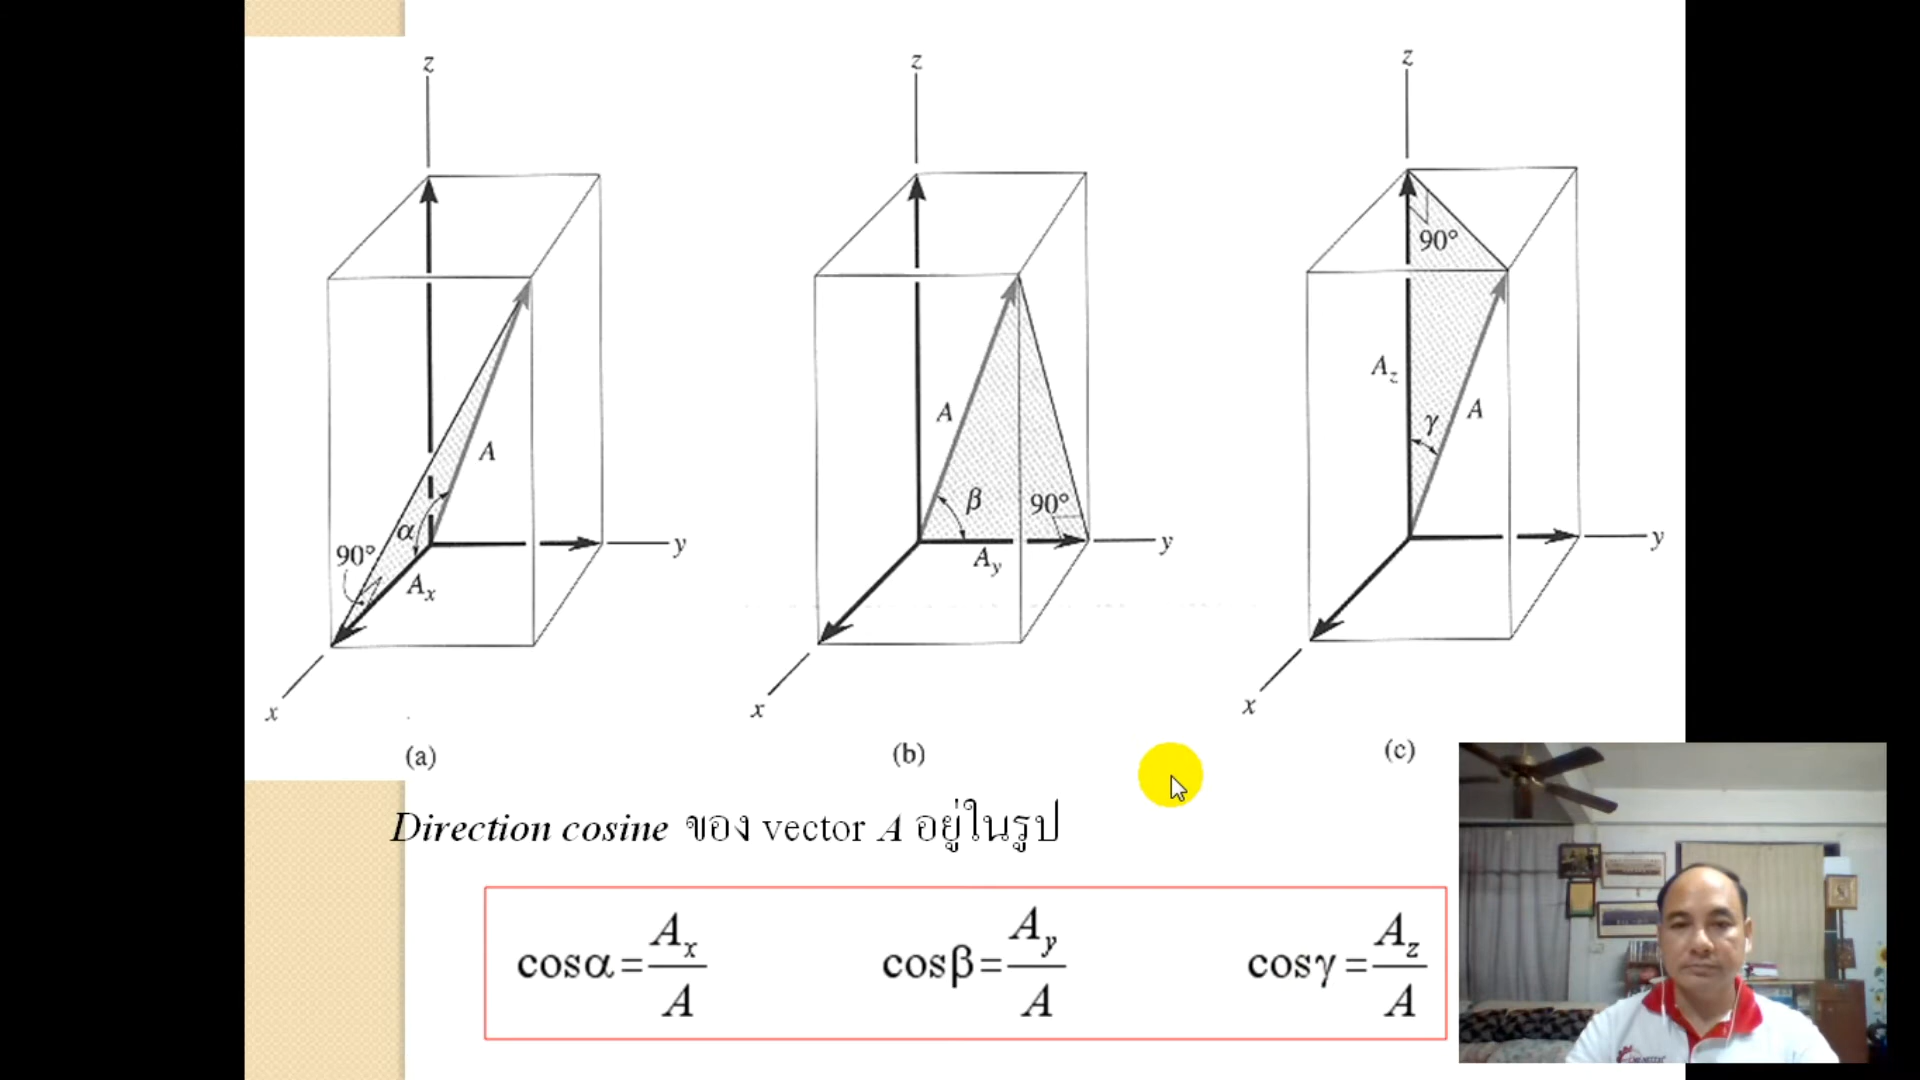 z
z
z
90°
A_z
γ
A
A
β
90°
A
α
90°
A_x
A_y
y
y
y
x
x
x
(a)
(b)
(c)
Direction cosine ของ vector A อยู่ในรูป
cosα = A_x / A
cosβ = A_y / A
cosγ = A_z / A